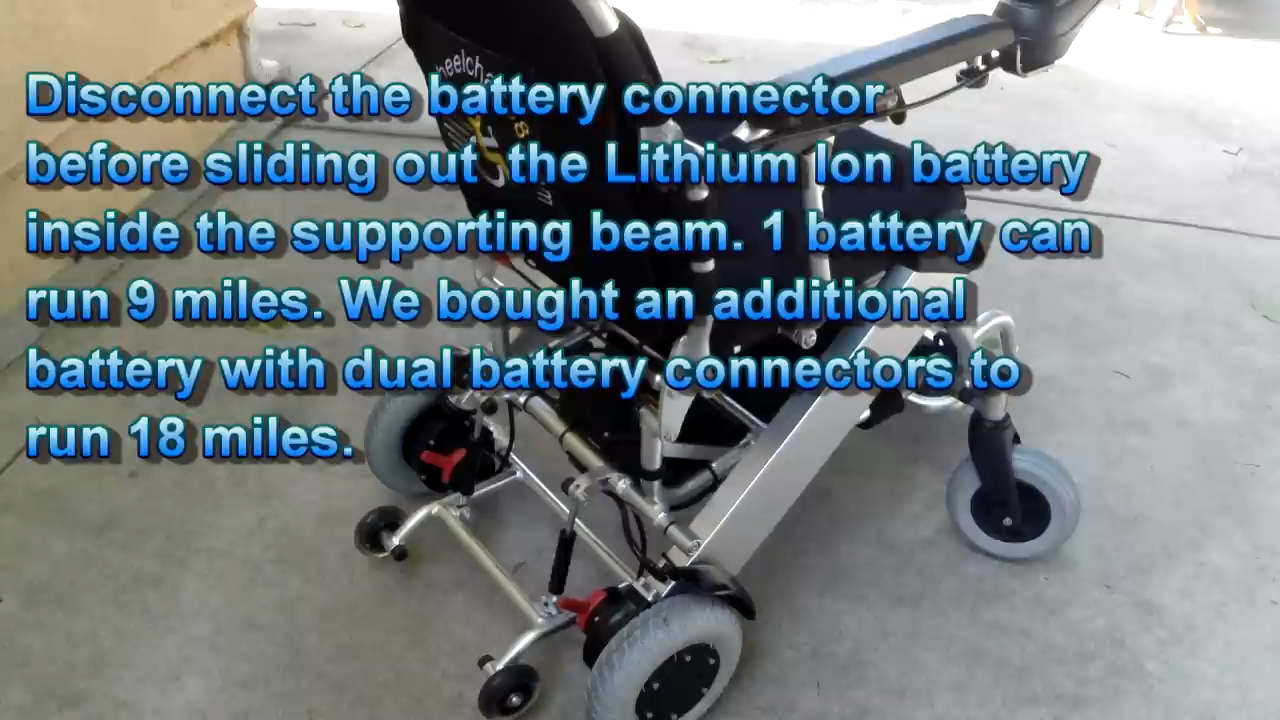 Disconnect the battery connector
before sliding out the Lithium Ion battery
inside the supporting beam. 1 battery can
run 9 miles. We bought an additional
battery with dual battery connectors to
run 18 miles.